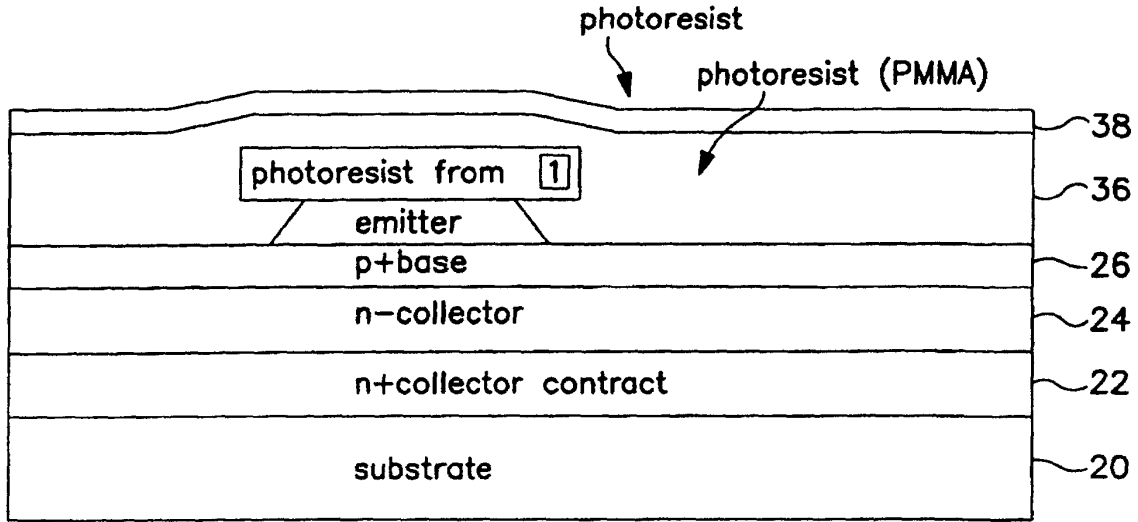 photoresist
photoresist (PMMA)
38
photoresist from 1
36
emitter
p+base
26
n-collector
24
n+collector contract
22
substrate
20